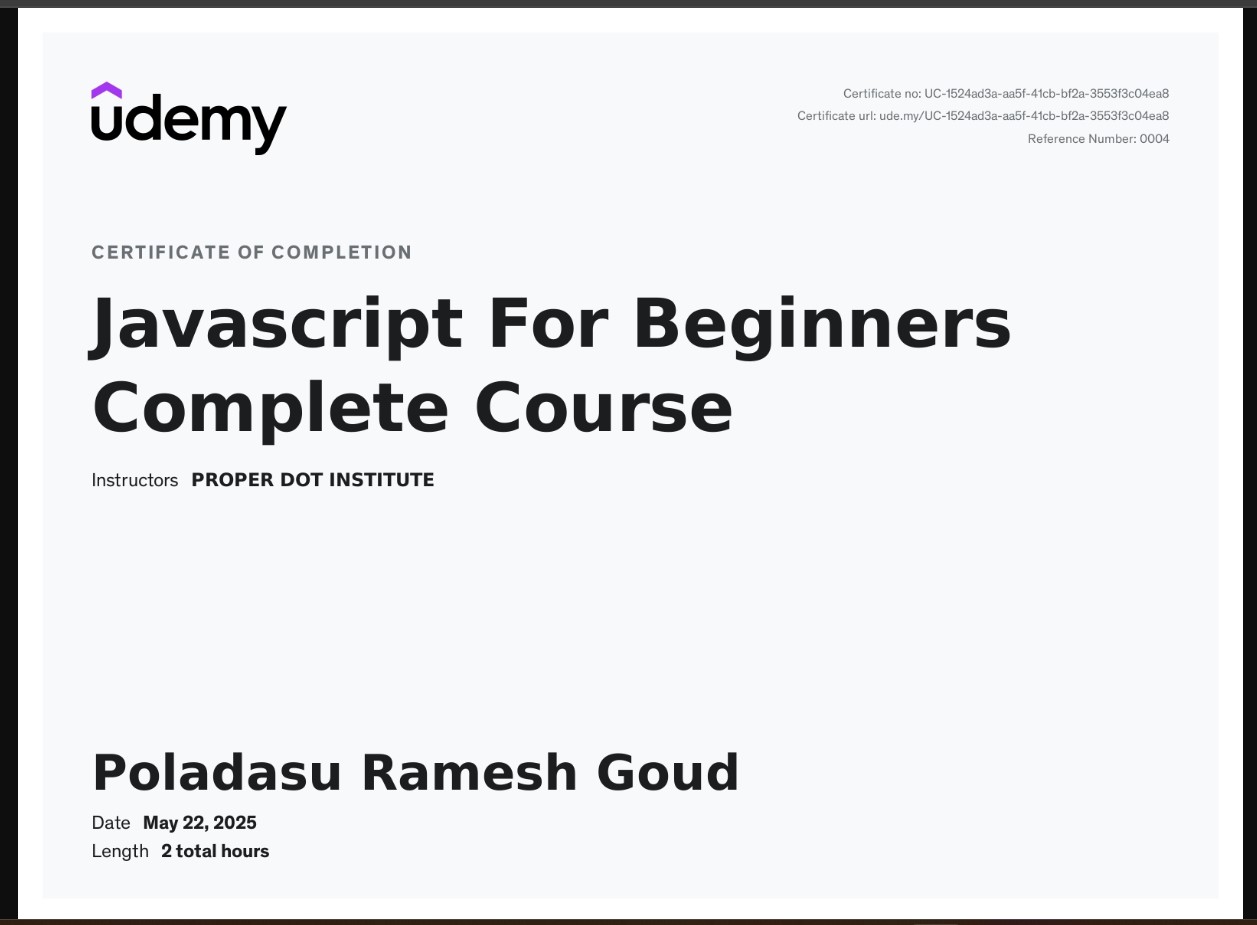 udemy
Certificate no: UC-1524ad3a-aa5f-41cb-bf2a-3553f3c04ea8
Certificate url: ude.my/UC-1524ad3a-aa5f-41cb-bf2a-3553f3c04ea8
Reference Number: 0004
CERTIFICATE OF COMPLETION
Javascript For Beginners
Complete Course
Instructors PROPER DOT INSTITUTE
Poladasu Ramesh Goud
Date May 22, 2025
Length 2 total hours